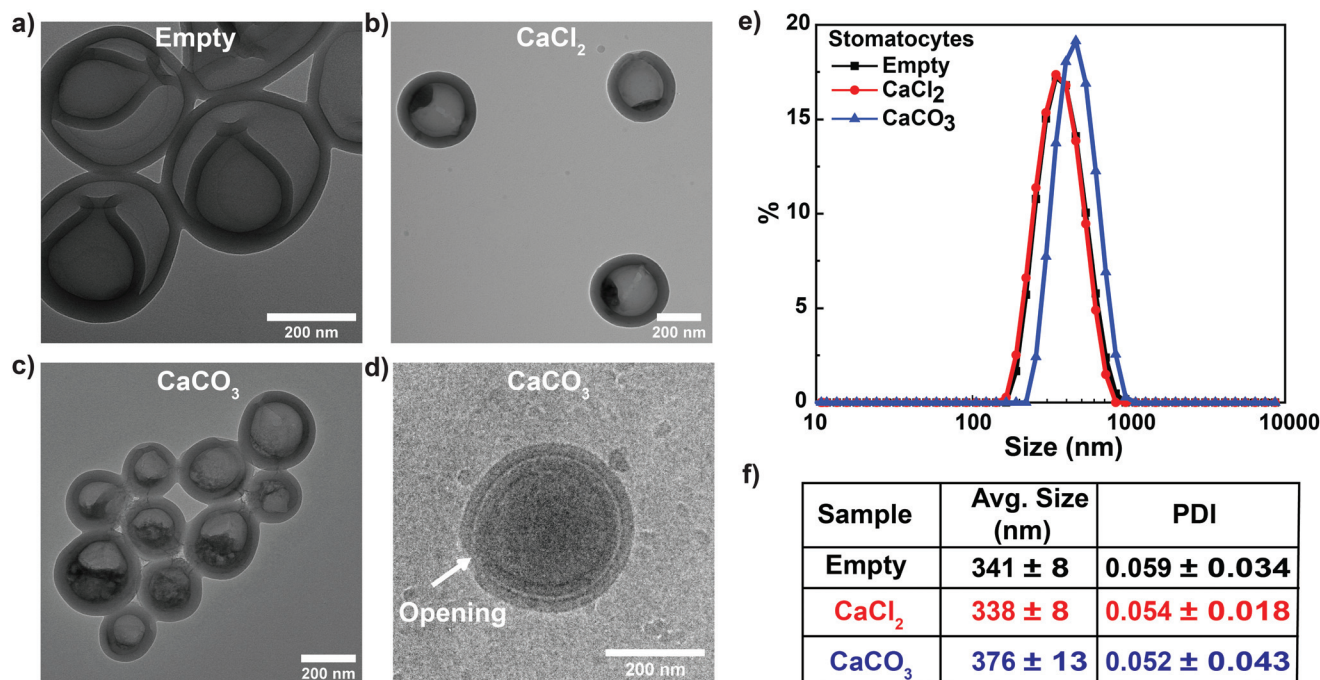 a)
Empty
200 nm
b)
CaCl₂
200 nm
c)
CaCO₃
200 nm
d)
CaCO₃
Opening
200 nm
e)
Stomatocytes
Empty
CaCl₂
CaCO₃
20
15
10
5
0
%
10 100 1000 10000
Size (nm)
f)
Sample Avg. Size (nm) PDI
Empty 341 ± 8 0.059 ± 0.034
CaCl₂ 338 ± 8 0.054 ± 0.018
CaCO₃ 376 ± 13 0.052 ± 0.043